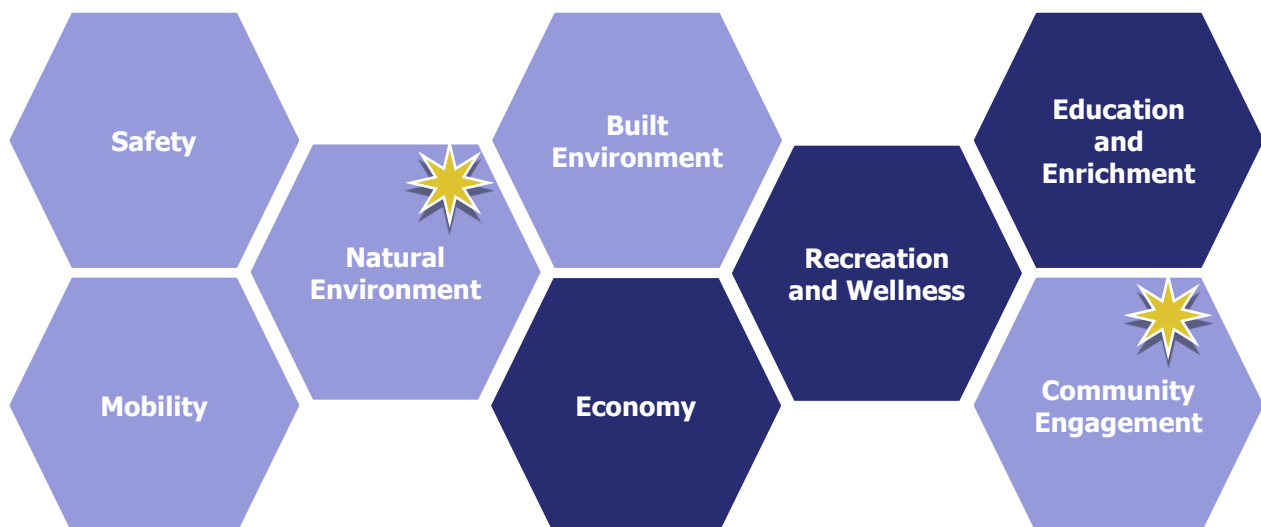 Safety
Built
Environment
Education
and
Enrichment
Natural
Environment
Recreation
and Wellness
Mobility
Economy
Community
Engagement